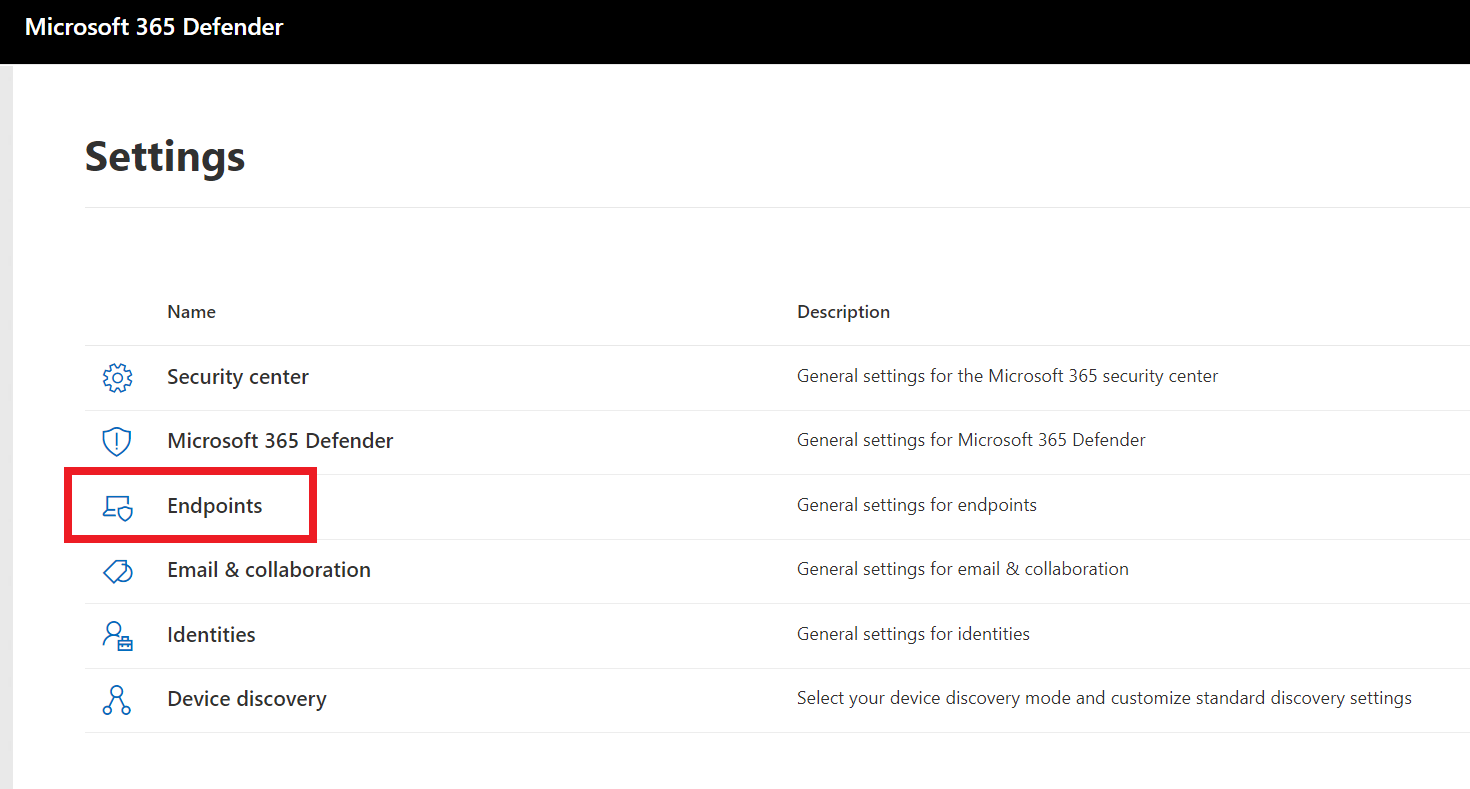 Microsoft 365 Defender
Settings
Name Description
Security center General settings for the Microsoft 365 security center
Microsoft 365 Defender General settings for Microsoft 365 Defender
Endpoints General settings for endpoints
Email & collaboration General settings for email & collaboration
Identities General settings for identities
Device discovery Select your device discovery mode and customize standard discovery settings